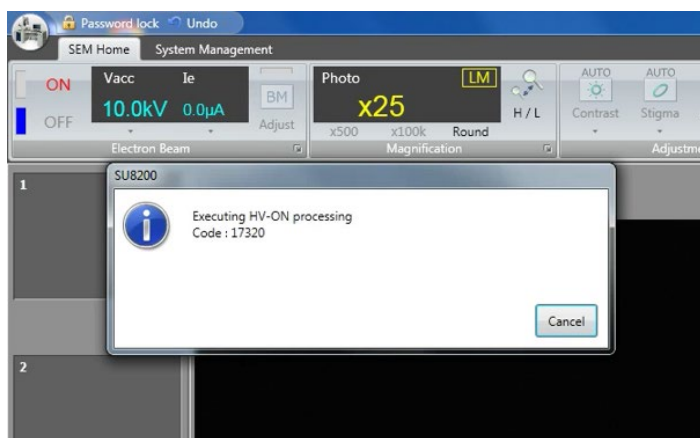 Password lock Undo
SEM Home System Management
ON
OFF
Vacc Ie
10.0kV 0.0µA
BM
Adjust
Electron Beam
Photo LM
x25
x500 x100k Round
H / L
Magnification
AUTO
Contrast
AUTO
Stigma
Adjustme
1
SU8200
Executing HV-ON processing
Code : 17320
Cancel
2